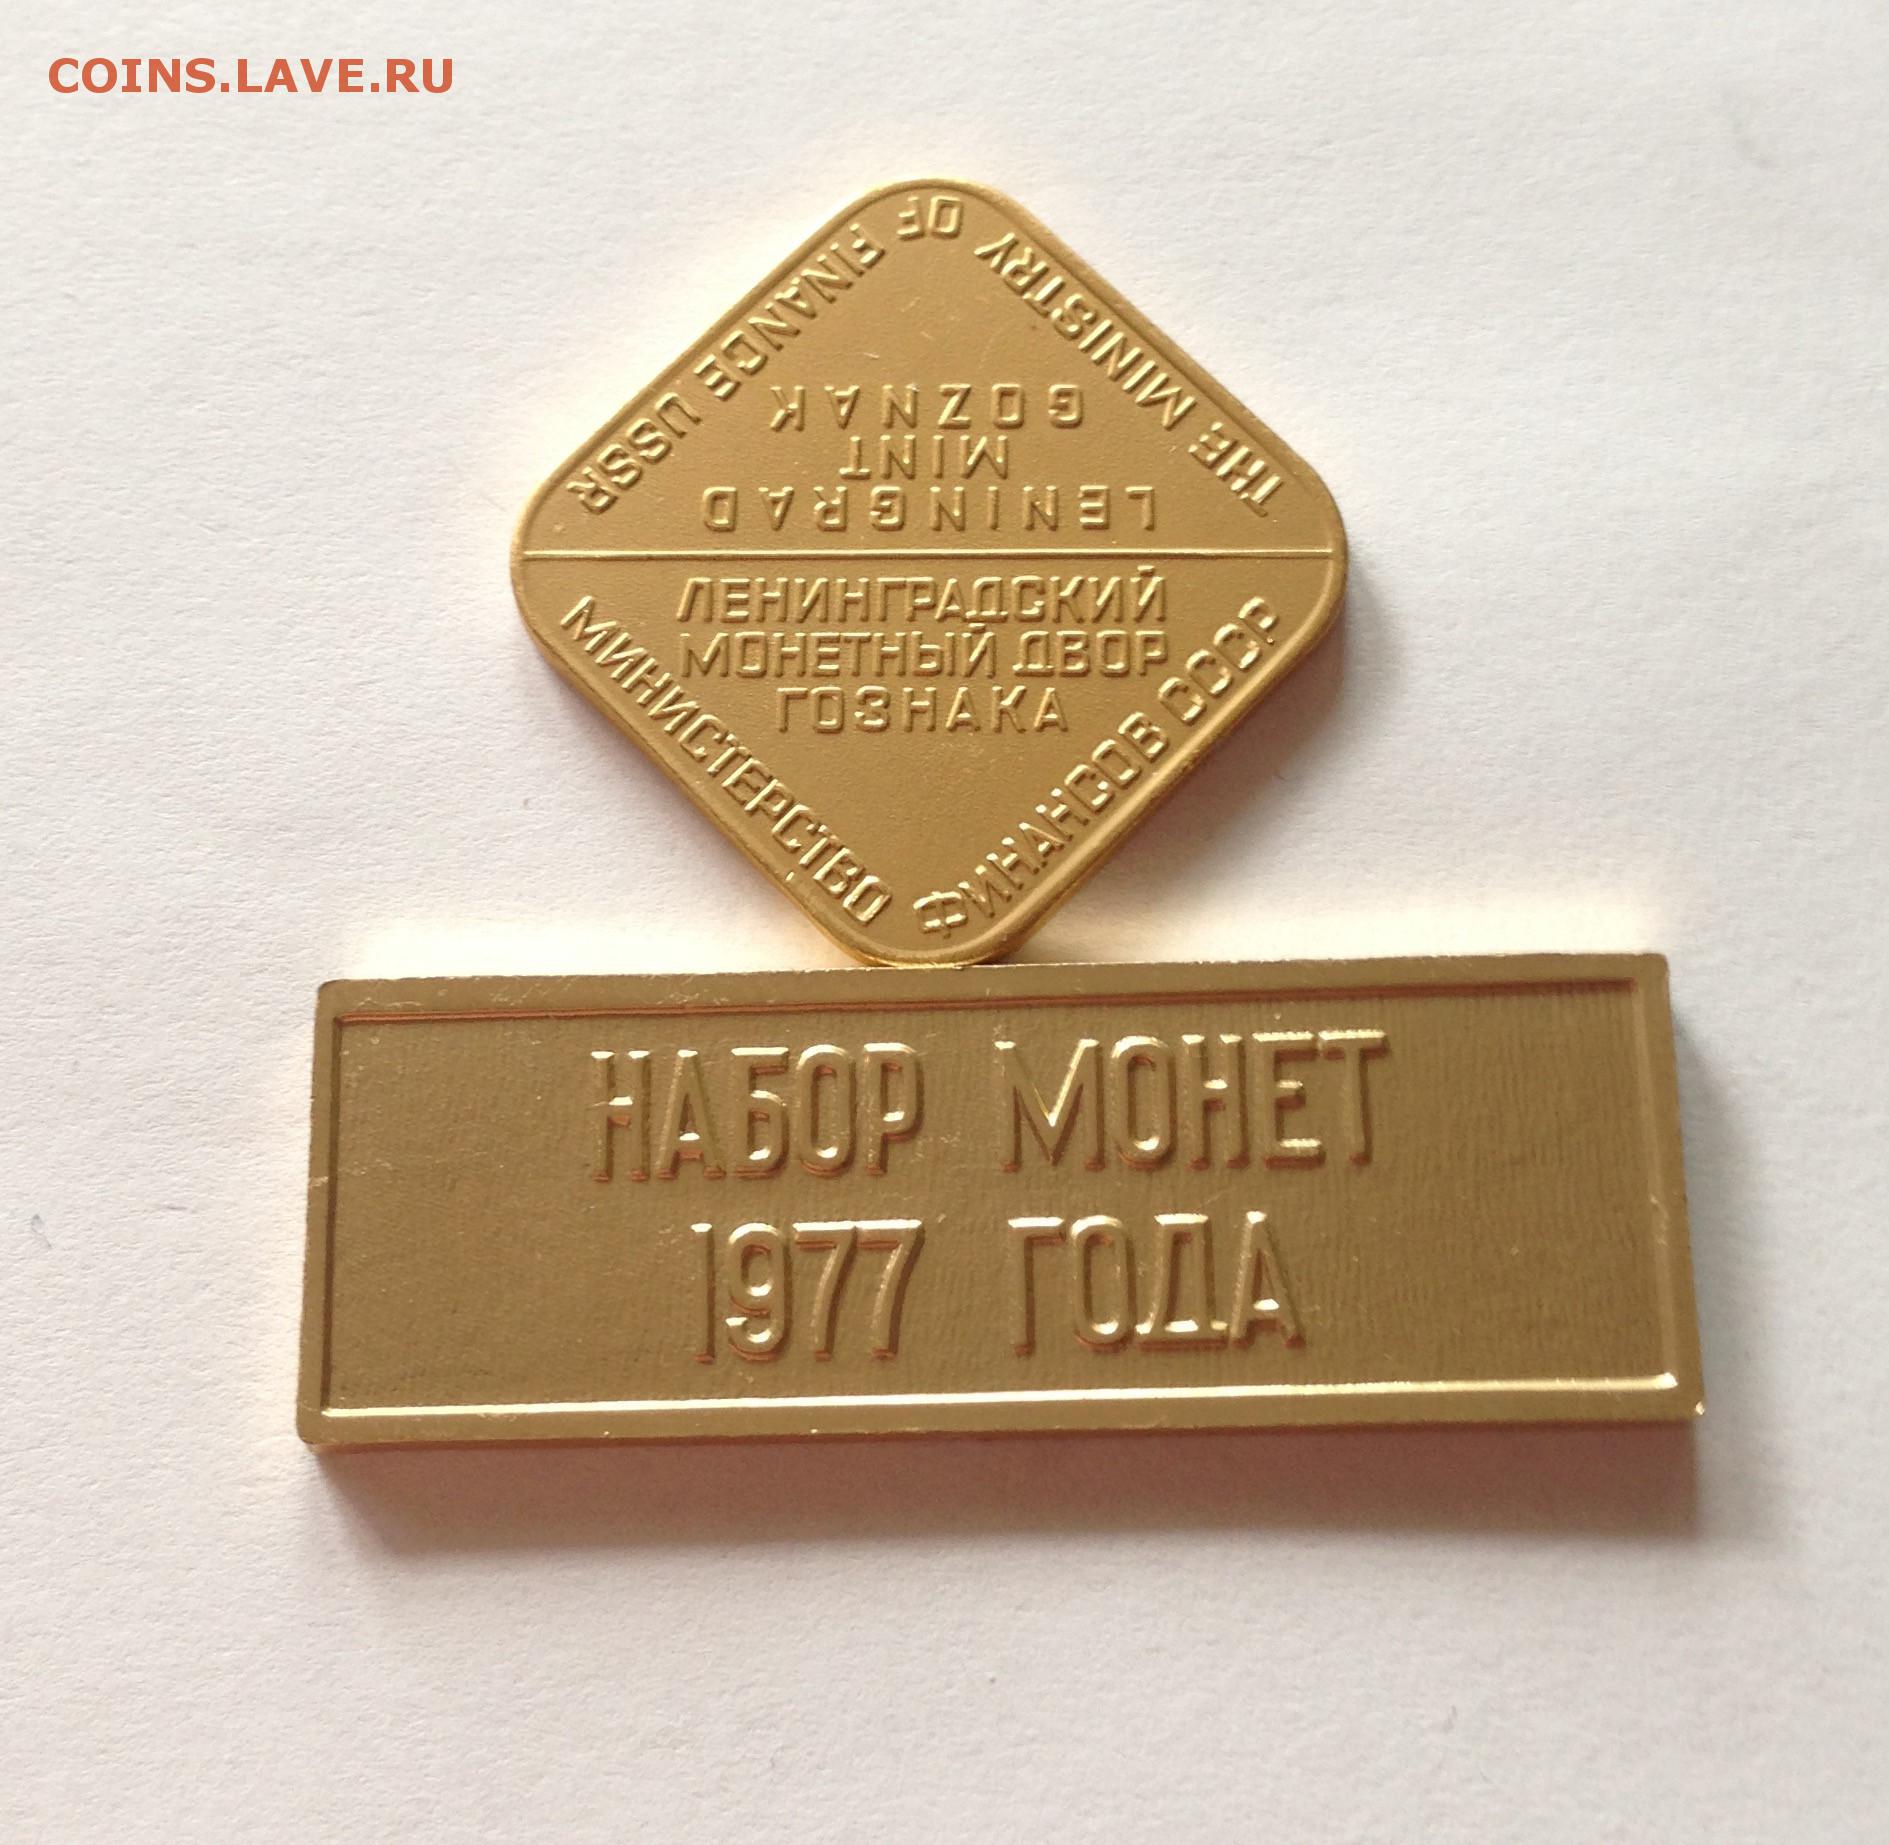 COINS.LAVE.RU
THE MINISTRY OF FINANCE USSR
LENINGRAD
MINT
GOZNAK
ЛЕНИНГРАДСКИЙ
МОНЕТНЫЙ ДВОР
ГОЗНАКА
МИНИСТЕРСТВО ФИНАНСОВ СССР
НАБОР МОНЕТ
1977 ГОДА